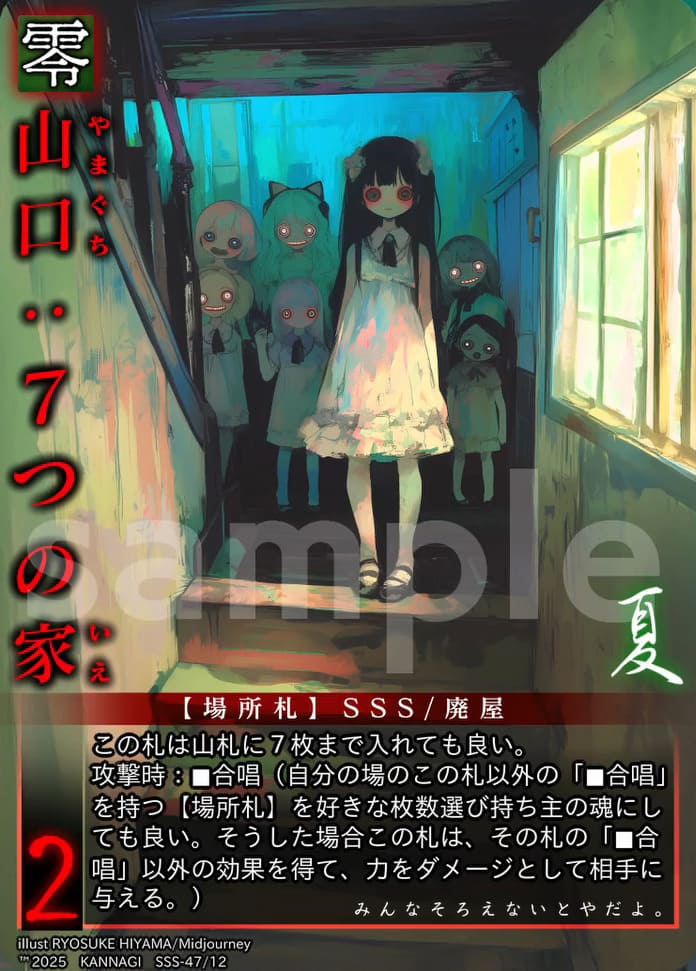 零
山口：７つの家
やまぐち
いえ
sample
夏
【場所札】SSS/廃屋
この札は山札に７枚まで入れても良い。
攻撃時：■合唱（自分の場のこの札以外の「■合唱」
を持つ【場所札】を好きな枚数選び持ち主の魂にし
ても良い。そうした場合この札は、その札の「■合
唱」以外の効果を得て、力をダメージとして相手に
与える。）
みんなそろえないとやだよ。
2
illust RYOSUKE HIYAMA/Midjourney
™2025 KANNAGI SSS-47/12